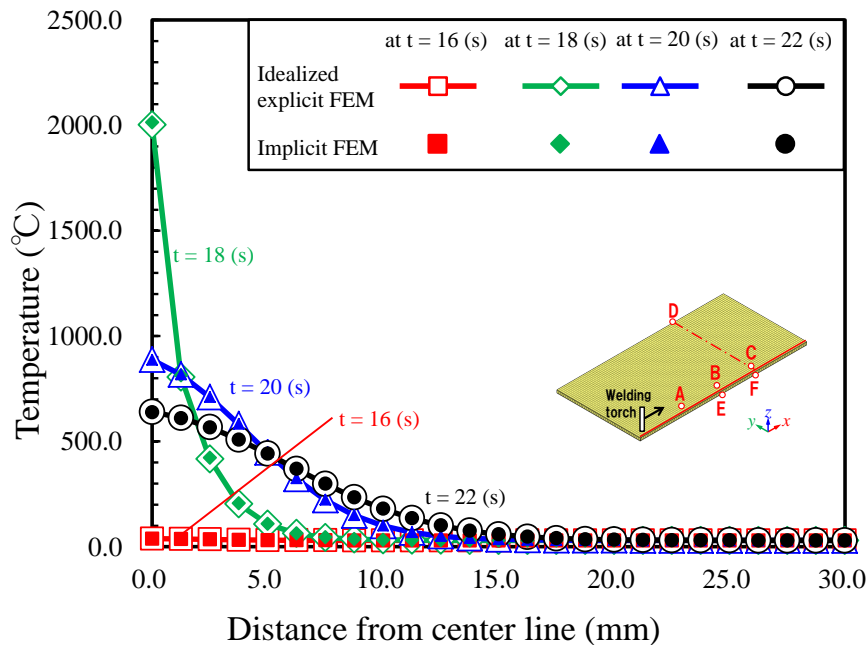 2500.0
2000.0
1500.0
1000.0
500.0
0.0
Temperature (℃)
at t = 16 (s) at t = 18 (s) at t = 20 (s) at t = 22 (s)
Idealized
explicit FEM
Implicit FEM
t = 18 (s)
t = 20 (s)
t = 16 (s)
t = 22 (s)
D
C
B
F
A
E
Welding
torch
z
y
x
0.0 5.0 10.0 15.0 20.0 25.0 30.0
Distance from center line (mm)